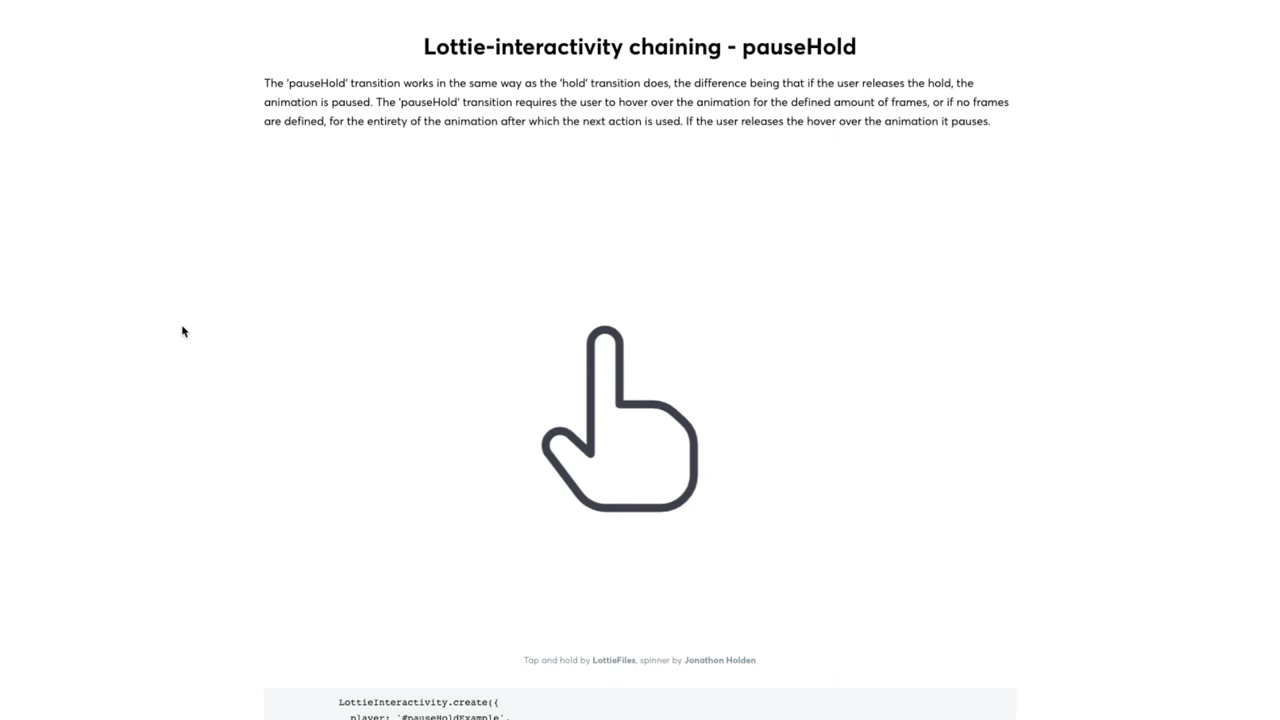 Lottie-interactivity chaining - pauseHold
The 'pauseHold' transition works in the same way as the 'hold' transition does, the difference being that if the user releases the hold, the
animation is paused. The 'pauseHold' transition requires the user to hover over the animation for the defined amount of frames, or if no frames
are defined, for the entirety of the animation after which the next action is used. If the user releases the hover over the animation it pauses.
Tap and hold by LottieFiles, spinner by Jonathon Holden
LottieInteractivity.create({
player: '#pauseHoldExample',